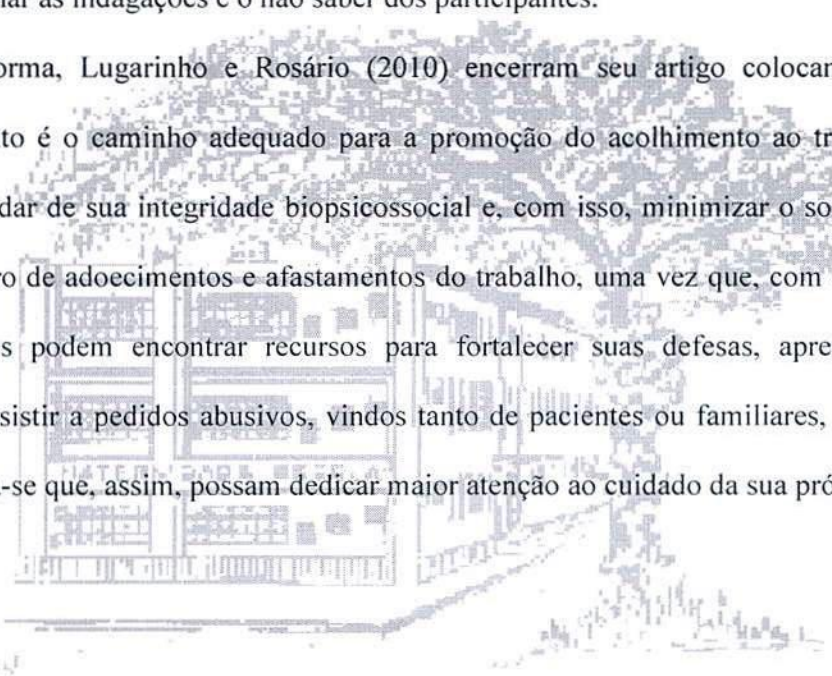 as indagações e o não saber dos participantes.
orma, Lugarinho e Rosário (2010) encerram seu artigo colocan
to é o caminho adequado para a promoção do acolhimento ao tr
dar de sua integridade biopsicossocial e, com isso, minimizar o so
o de adoecimentos e afastamentos do trabalho, uma vez que, com
s podem encontrar recursos para fortalecer suas defesas, apre
sistir a pedidos abusivos, vindos tanto de pacientes ou familiares,
-se que, assim, possam dedicar maior atenção ao cuidado da sua pró
MATERNIDADE ESCOLA